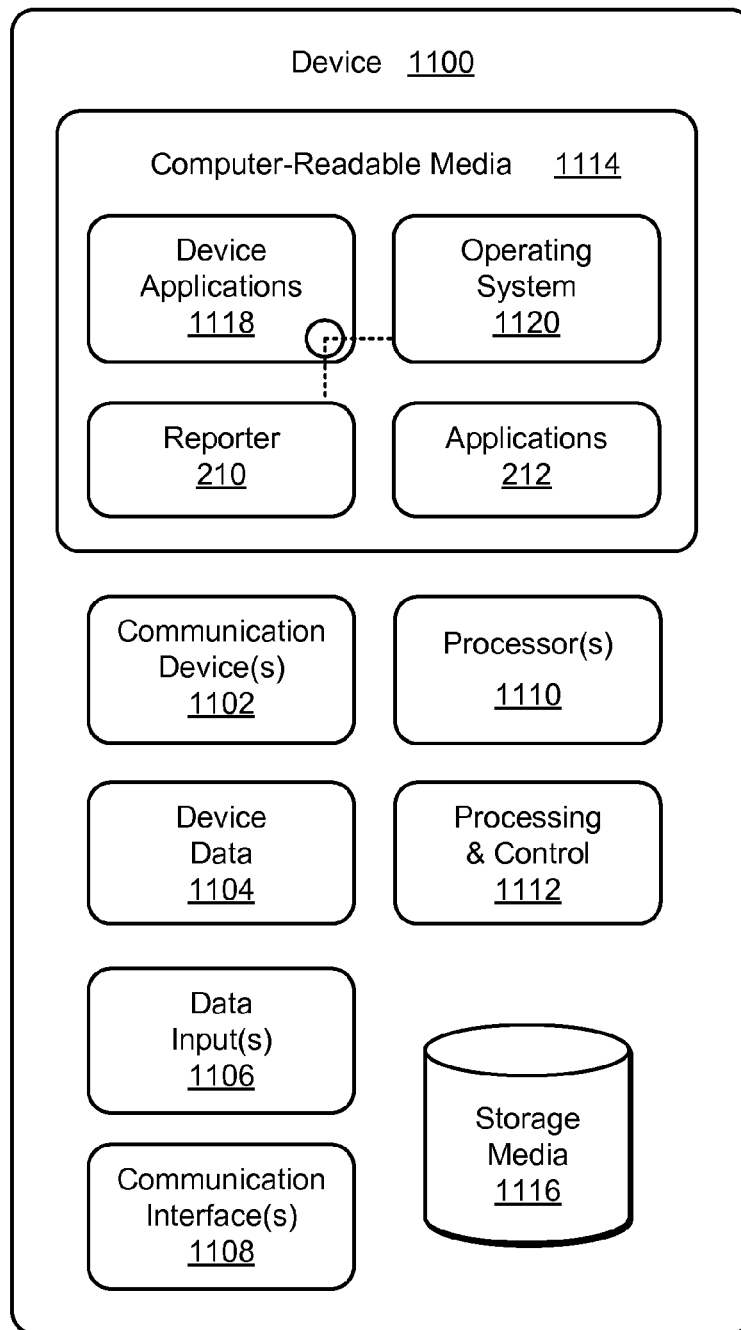 Device 1100
Computer-Readable Media 1114
Device
Applications
1118
Operating
System
1120
Reporter
210
Applications
212
Communication
Device(s)
1102
Processor(s)
1110
Device
Data
1104
Processing
& Control
1112
Data
Input(s)
1106
Storage
Media
1116
Communication
Interface(s)
1108